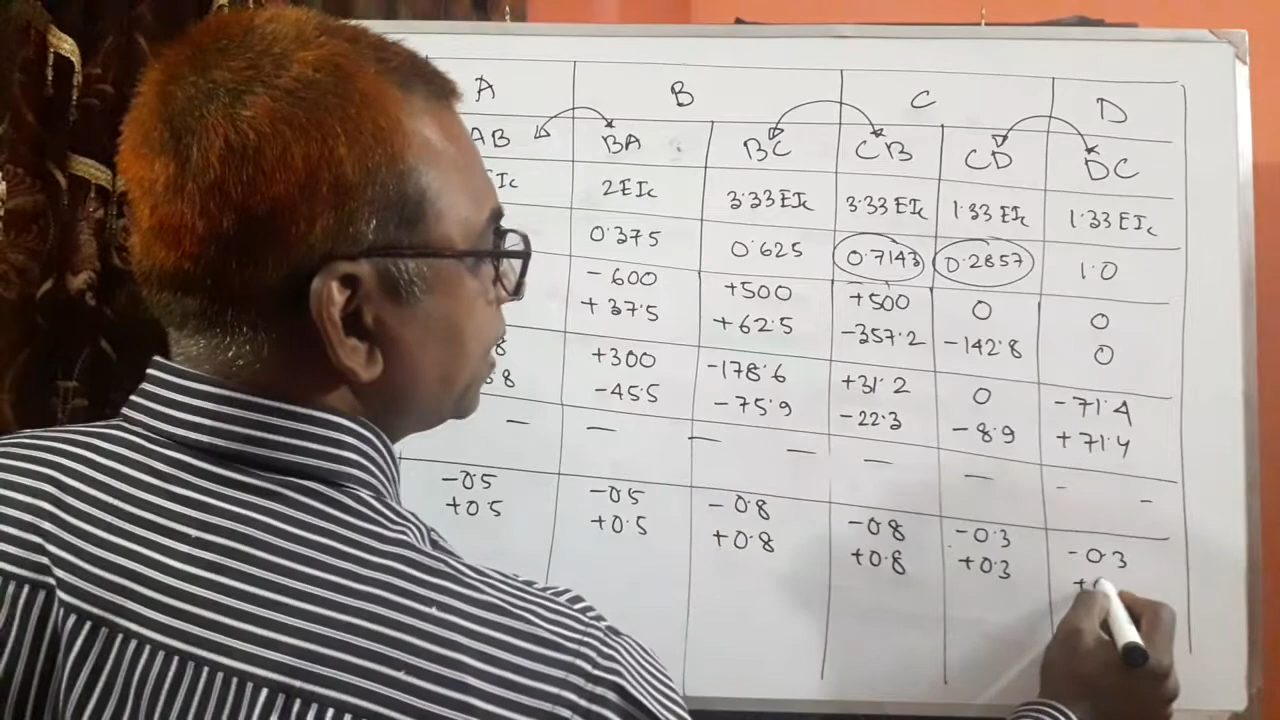 A B C D
AB BA BC CB CD DC
EIc 2EIc 3.33EIc 3.33EIc 1.33EIc 1.33EIc
0.375 0.625 0.7143 0.2857 1.0
-600 +500 +500 0 0
+37.5 +62.5 -357.2 -142.8 0
8 +300 -178.6 +31.2 0 -71.4
8 -45.5 -75.9 -22.3 -8.9 +71.4
— — — — — — - -
-0.5 -0.5 -0.8 -0.8 -0.3 -0.3
+0.5 +0.5 +0.8 +0.8 +0.3 +